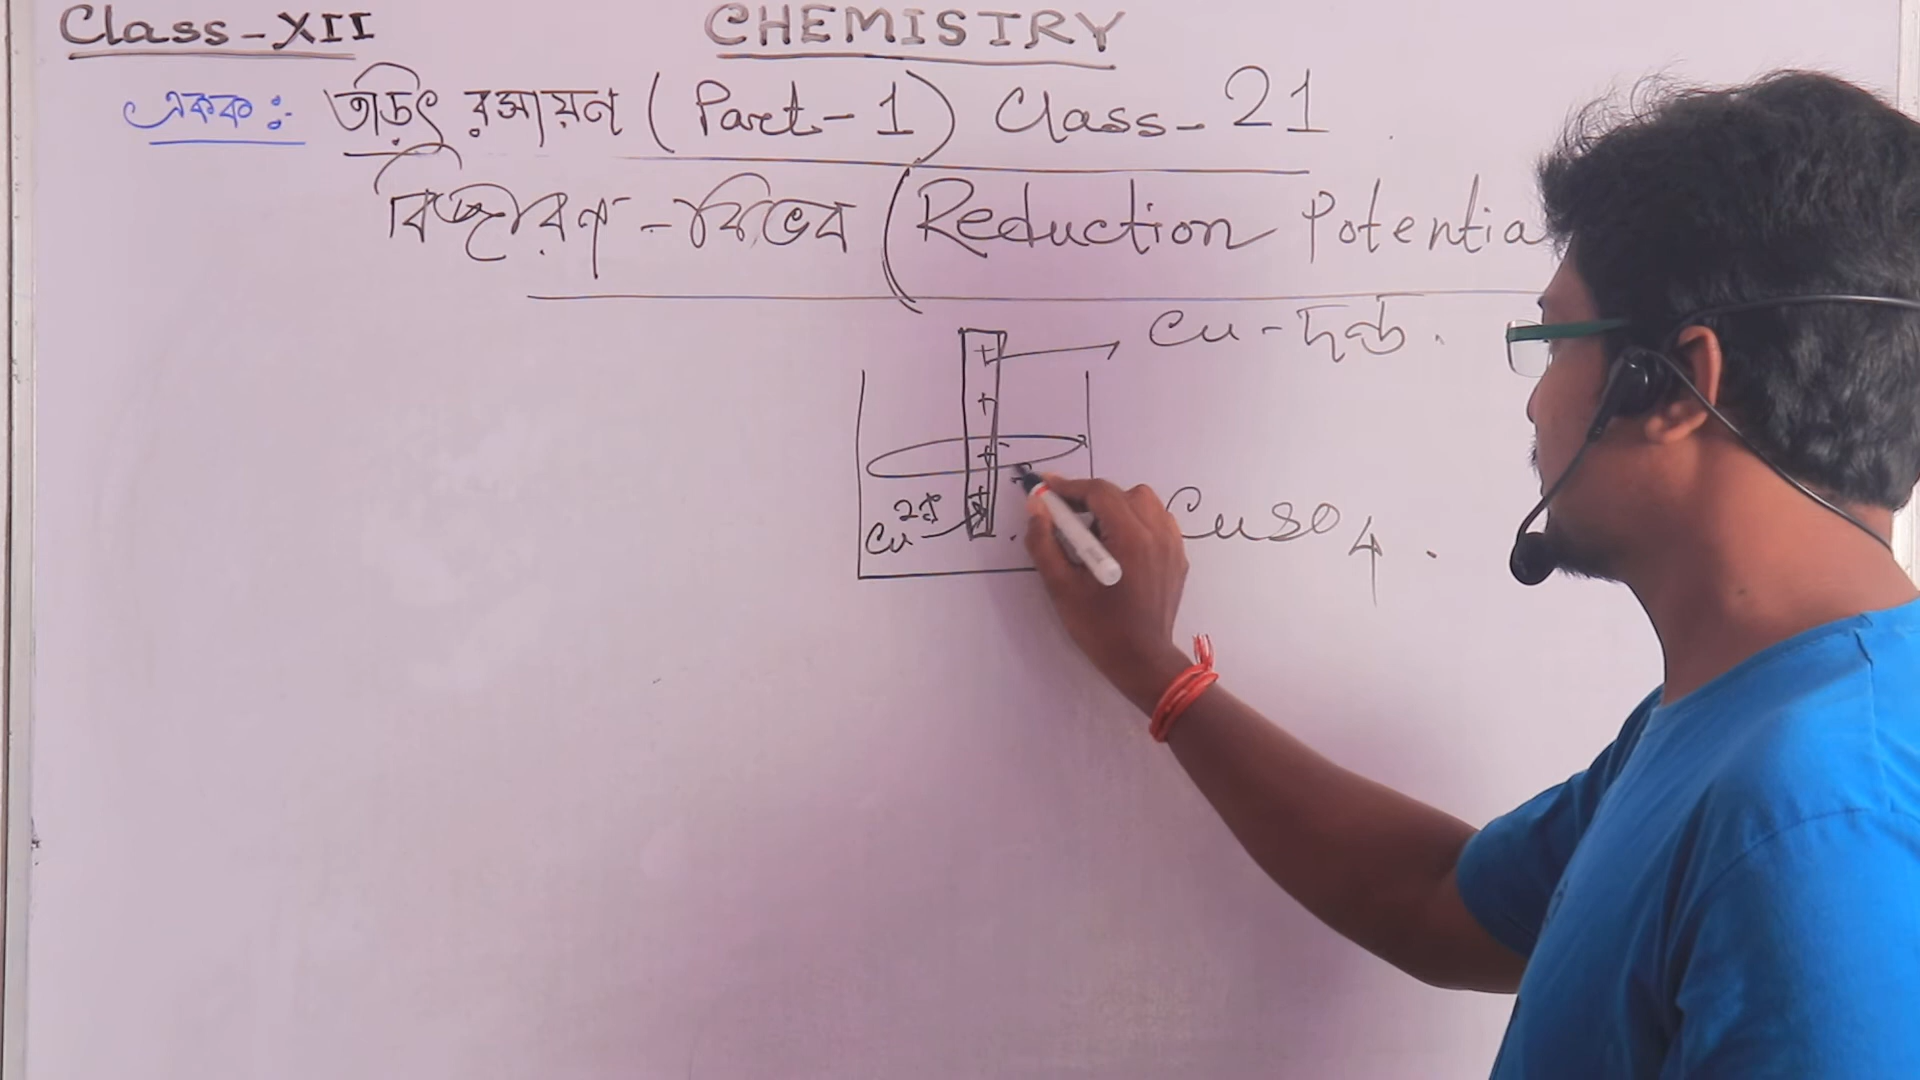 Class-XII
CHEMISTRY
একক:- তড়িৎ রসায়ন (Part-1) Class-21
বিজারণ-বিভব (Reduction Potentia
Cu-দন্ড.
+
+
+
+
Cu²⁺
CuSO₄.